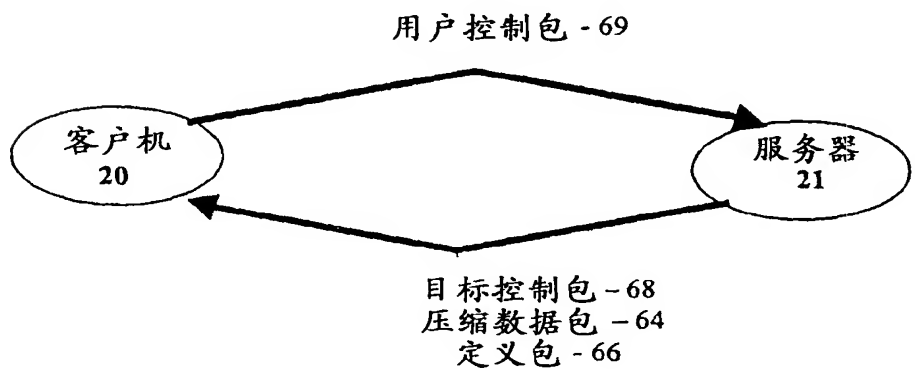 用户控制包 - 69
客户机
20
服务器
21
目标控制包 - 68
压缩数据包 - 64
定义包 - 66